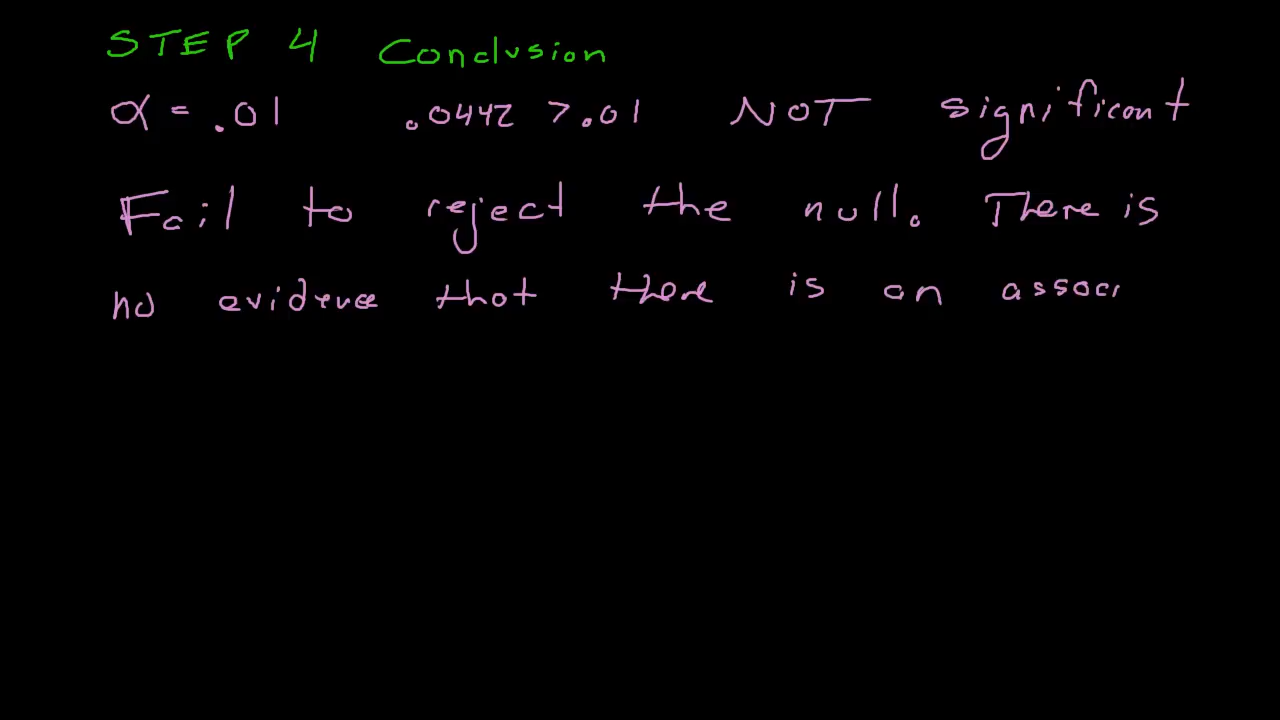 STEP 4 Conclusion
α = .01 .0442 > .01 NOT significant
Fail to reject the null. There is
no evidence that there is an associ